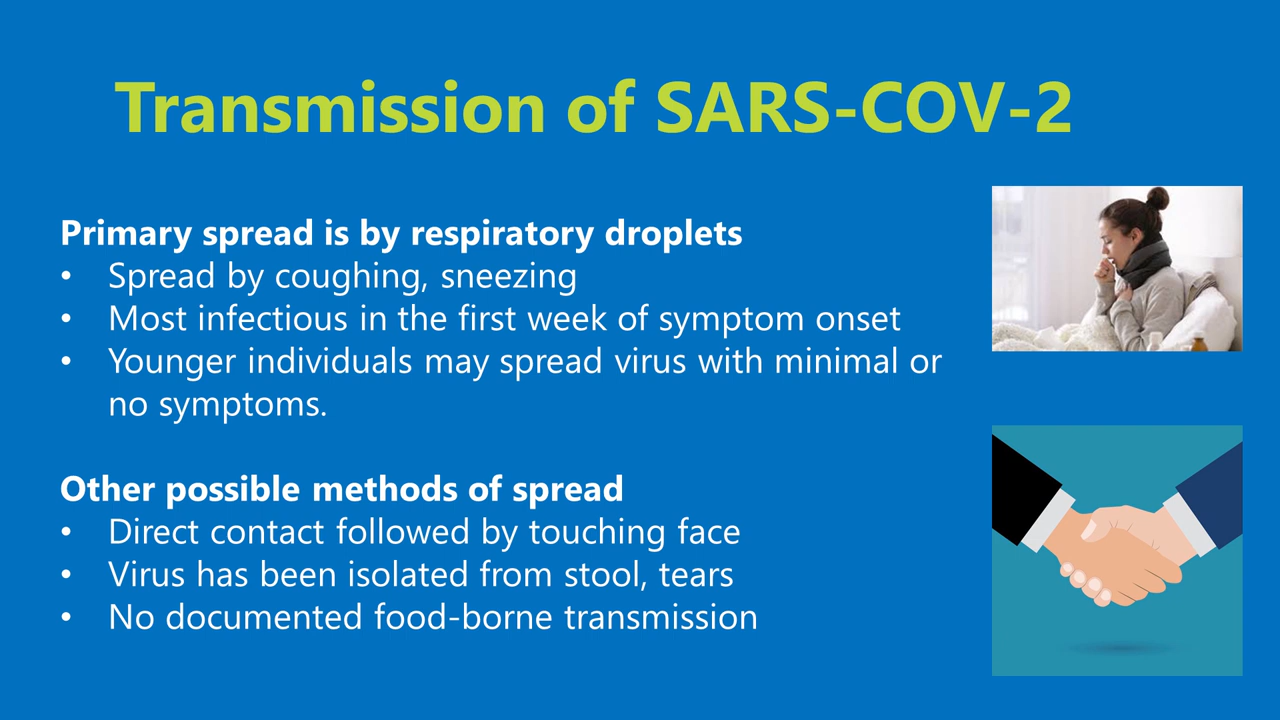 Transmission of SARS-COV-2
Primary spread is by respiratory droplets
• Spread by coughing, sneezing
• Most infectious in the first week of symptom onset
• Younger individuals may spread virus with minimal or
no symptoms.
Other possible methods of spread
• Direct contact followed by touching face
• Virus has been isolated from stool, tears
• No documented food-borne transmission